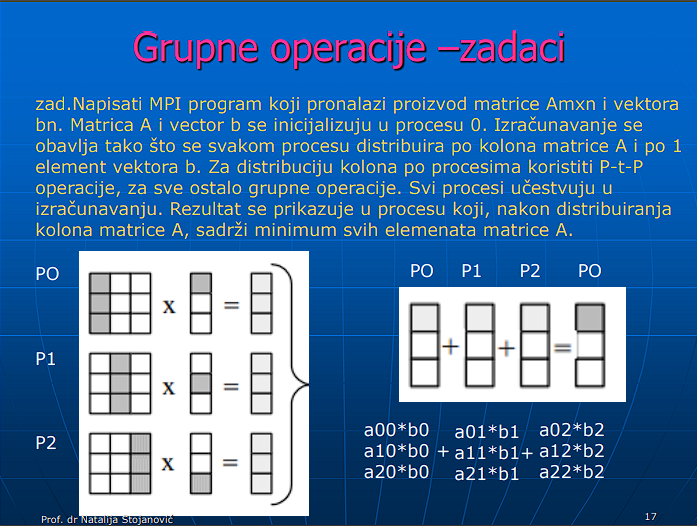 Grupne operacije –zadaci
zad.Napisati MPI program koji pronalazi proizvod matrice Amxn i vektora
bn. Matrica A i vector b se inicijalizuju u procesu 0. Izračunavanje se
obavlja tako što se svakom procesu distribuira po kolona matrice A i po 1
element vektora b. Za distribuciju kolona po procesima koristiti P-t-P
operacije, za sve ostalo grupne operacije. Svi procesi učestvuju u
izračunavanju. Rezultat se prikazuje u procesu koji, nakon distribuiranja
kolona matrice A, sadrži minimum svih elemenata matrice A.
PO
x =
P1
x =
P2
x =
PO P1 P2 PO
+ + =
a00*b0 a01*b1 a02*b2
a10*b0 + a11*b1+ a12*b2
a20*b0 a21*b1 a22*b2
Prof. dr Natalija Stojanović
17